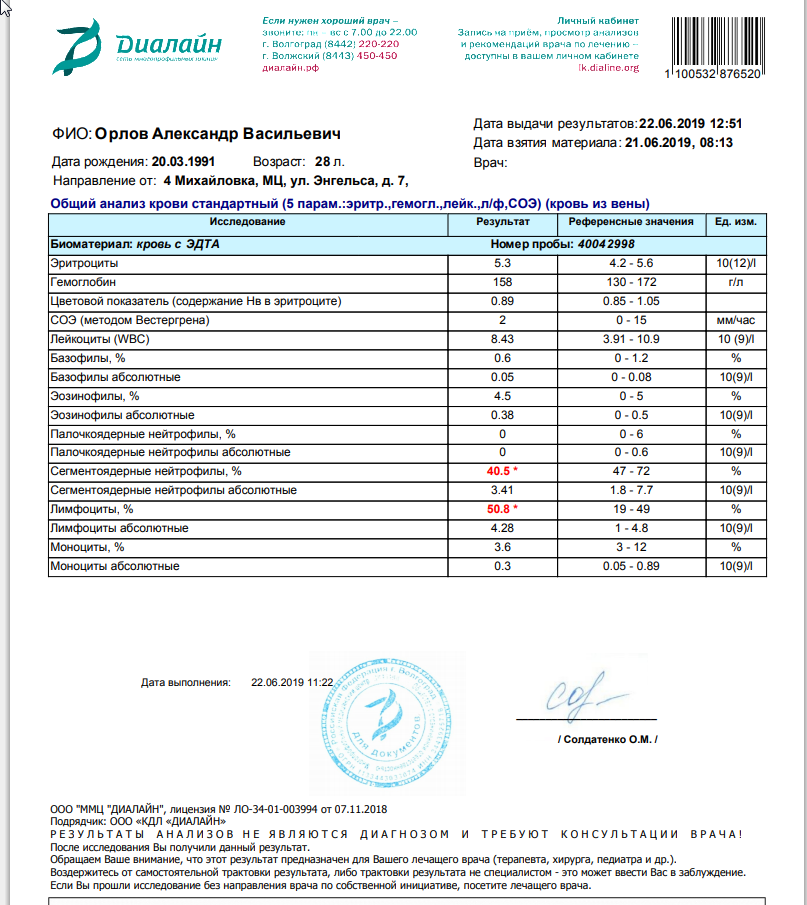 Диалайн
Сеть многопрофильных клиник
Если нужен хороший врач –
звоните: пн – вс с 7.00 до 22.00
г. Волгоград (8442) 220-220
г. Волжский (8443) 450-450
диалайн.рф
Личный кабинет
Запись на приём, просмотр анализов
и рекомендаций врача по лечению –
доступны в вашем личном кабинете
lk.dialine.org
1 100532 876520
ФИО: Орлов Александр Васильевич
Дата рождения: 20.03.1991 Возраст: 28 л.
Направление от: 4 Михайловка, МЦ, ул. Энгельса, д. 7,
Дата выдачи результатов: 22.06.2019 12:51
Дата взятия материала: 21.06.2019, 08:13
Врач:
Общий анализ крови стандартный (5 парам.:эритр.,гемогл.,лейк.,л/ф,СОЭ) (кровь из вены)
Исследование Результат Референсные значения Ед. изм.
Биоматериал: кровь с ЭДТА Номер пробы: 40042998
Эритроциты 5.3 4.2 - 5.6 10(12)/l
Гемоглобин 158 130 - 172 г/л
Цветовой показатель (содержание Нв в эритроците) 0.89 0.85 - 1.05
СОЭ (методом Вестергрена) 2 0 - 15 мм/час
Лейкоциты (WBC) 8.43 3.91 - 10.9 10 (9)/l
Базофилы, % 0.6 0 - 1.2 %
Базофилы абсолютные 0.05 0 - 0.08 10(9)/l
Эозинофилы, % 4.5 0 - 5 %
Эозинофилы абсолютные 0.38 0 - 0.5 10(9)/l
Палочкоядерные нейтрофилы, % 0 0 - 6 %
Палочкоядерные нейтрофилы абсолютные 0 0 - 0.6 10(9)/l
Сегментоядерные нейтрофилы, % 40.5 * 47 - 72 %
Сегментоядерные нейтрофилы абсолютные 3.41 1.8 - 7.7 10(9)/l
Лимфоциты, % 50.8 * 19 - 49 %
Лимфоциты абсолютные 4.28 1 - 4.8 10(9)/l
Моноциты, % 3.6 3 - 12 %
Моноциты абсолютные 0.3 0.05 - 0.89 10(9)/l
Дата выполнения: 22.06.2019 11:22
Российская Федерация г. Волгоград
для документов
/ Солдатенко О.М. /
ООО "ММЦ "ДИАЛАЙН", лицензия № ЛО-34-01-003994 от 07.11.2018
Подрядчик: ООО «КДЛ «ДИАЛАЙН»
РЕЗУЛЬТАТЫ АНАЛИЗОВ НЕ ЯВЛЯЮТСЯ ДИАГНОЗОМ И ТРЕБУЮТ КОНСУЛЬТАЦИИ ВРАЧА!
После исследования Вы получили данный результат.
Обращаем Ваше внимание, что этот результат предназначен для Вашего лечащего врача (терапевта, хирурга, педиатра и др.).
Воздержитесь от самостоятельной трактовки результата, либо трактовки результата не специалистом - это может ввести Вас в заблуждение.
Если Вы прошли исследование без направления врача по собственной инициативе, посетите лечащего врача.